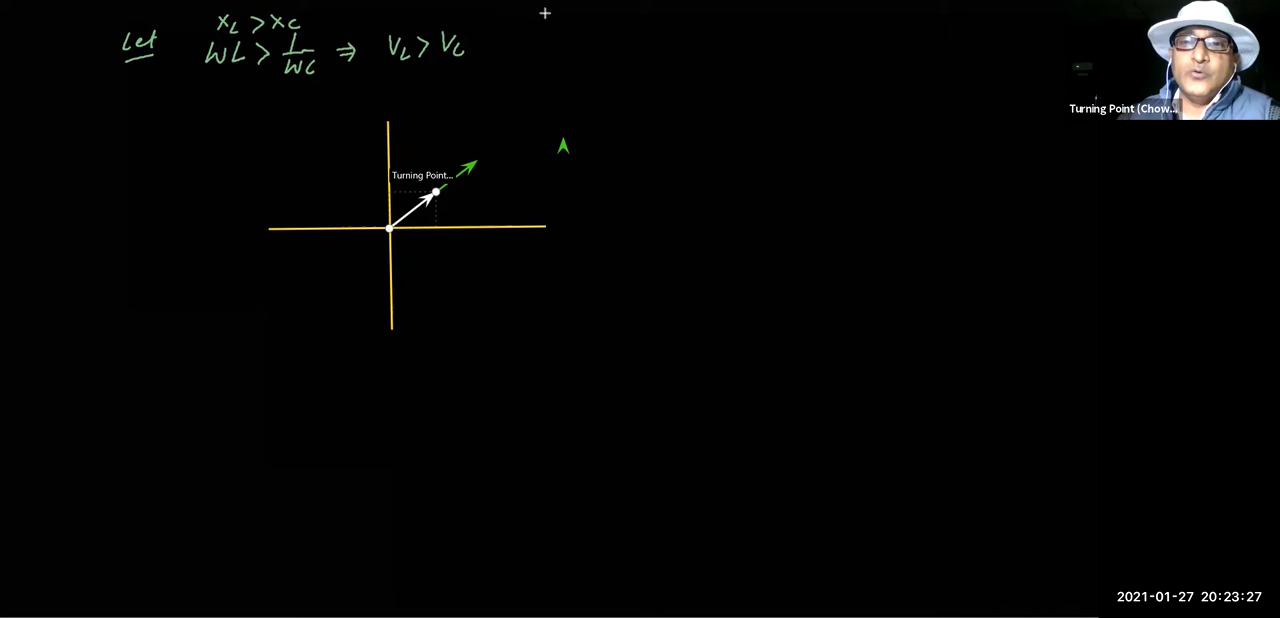 Let
X_L > X_C
WL > 1/WC ⇒ V_L > V_C
Turning Point (Chow...
Turning Point...
2021-01-27 20:23:27